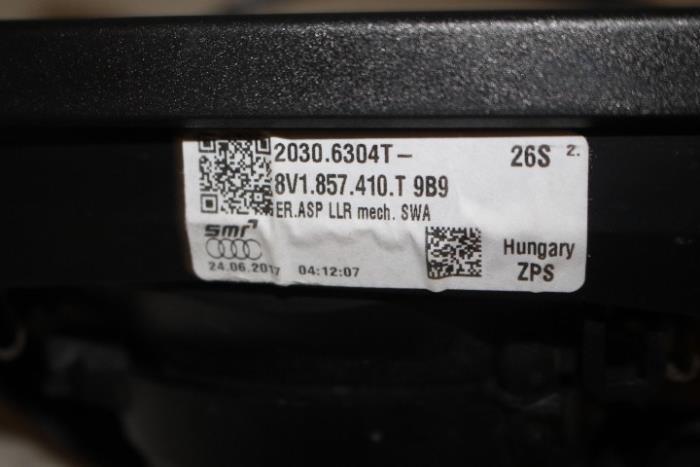 2030.6304T- 26S 2.
8V1.857.410.T 9B9
ER.ASP LLR mech. SWA
smr
Hungary
24.06.2017 04:12:07 ZPS